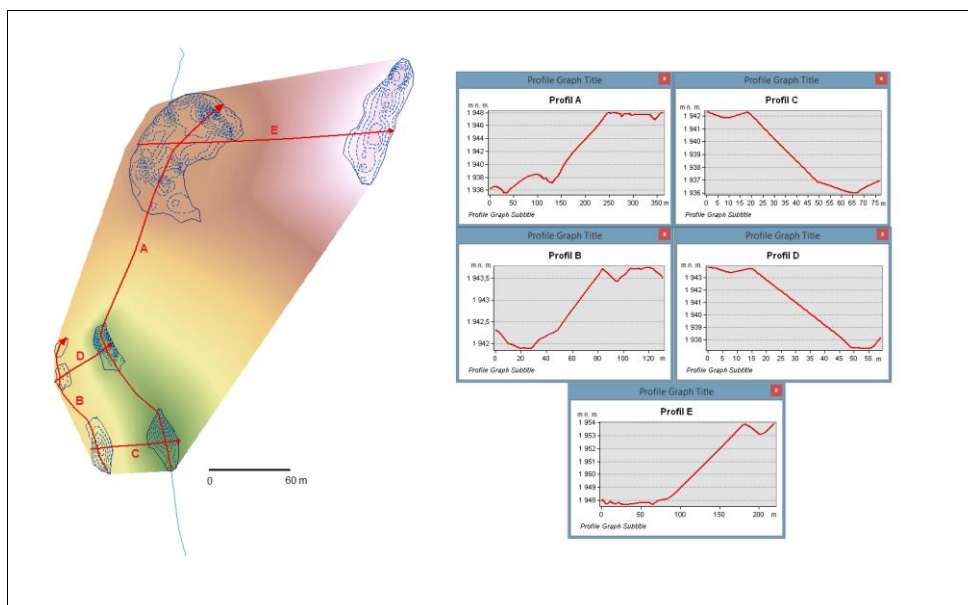 E
A
D
B
C
0 60 m
Profile Graph Title x
Profil A
m n. m.
1 948
1 946
1 944
1 942
1 940
1 938
1 936
0 50 100 150 200 250 300 350 m
Profile Graph Subtitle
Profile Graph Title x
Profil C
m n. m.
1 942
1 941
1 940
1 939
1 938
1 937
1 936
0 5 10 15 20 25 30 35 40 45 50 55 60 65 70 75 m
Profile Graph Subtitle
Profile Graph Title x
Profil B
m n. m.
1 943,5
1 943
1 942,5
1 942
0 20 40 60 80 100 120 m
Profile Graph Subtitle
Profile Graph Title x
Profil D
m n. m.
1 943
1 942
1 941
1 940
1 939
1 938
0 5 10 15 20 25 30 35 40 45 50 55 m
Profile Graph Subtitle
Profile Graph Title x
Profil E
m n. m.
1 954
1 953
1 952
1 951
1 950
1 949
1 948
0 50 100 150 200 m
Profile Graph Subtitle